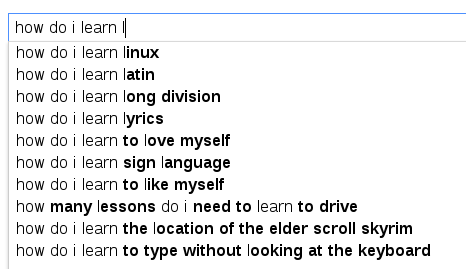 how do i learn l
how do i learn linux
how do i learn latin
how do i learn long division
how do i learn lyrics
how do i learn to love myself
how do i learn sign language
how do i learn to like myself
how many lessons do i need to learn to drive
how do i learn the location of the elder scroll skyrim
how do i learn to type without looking at the keyboard